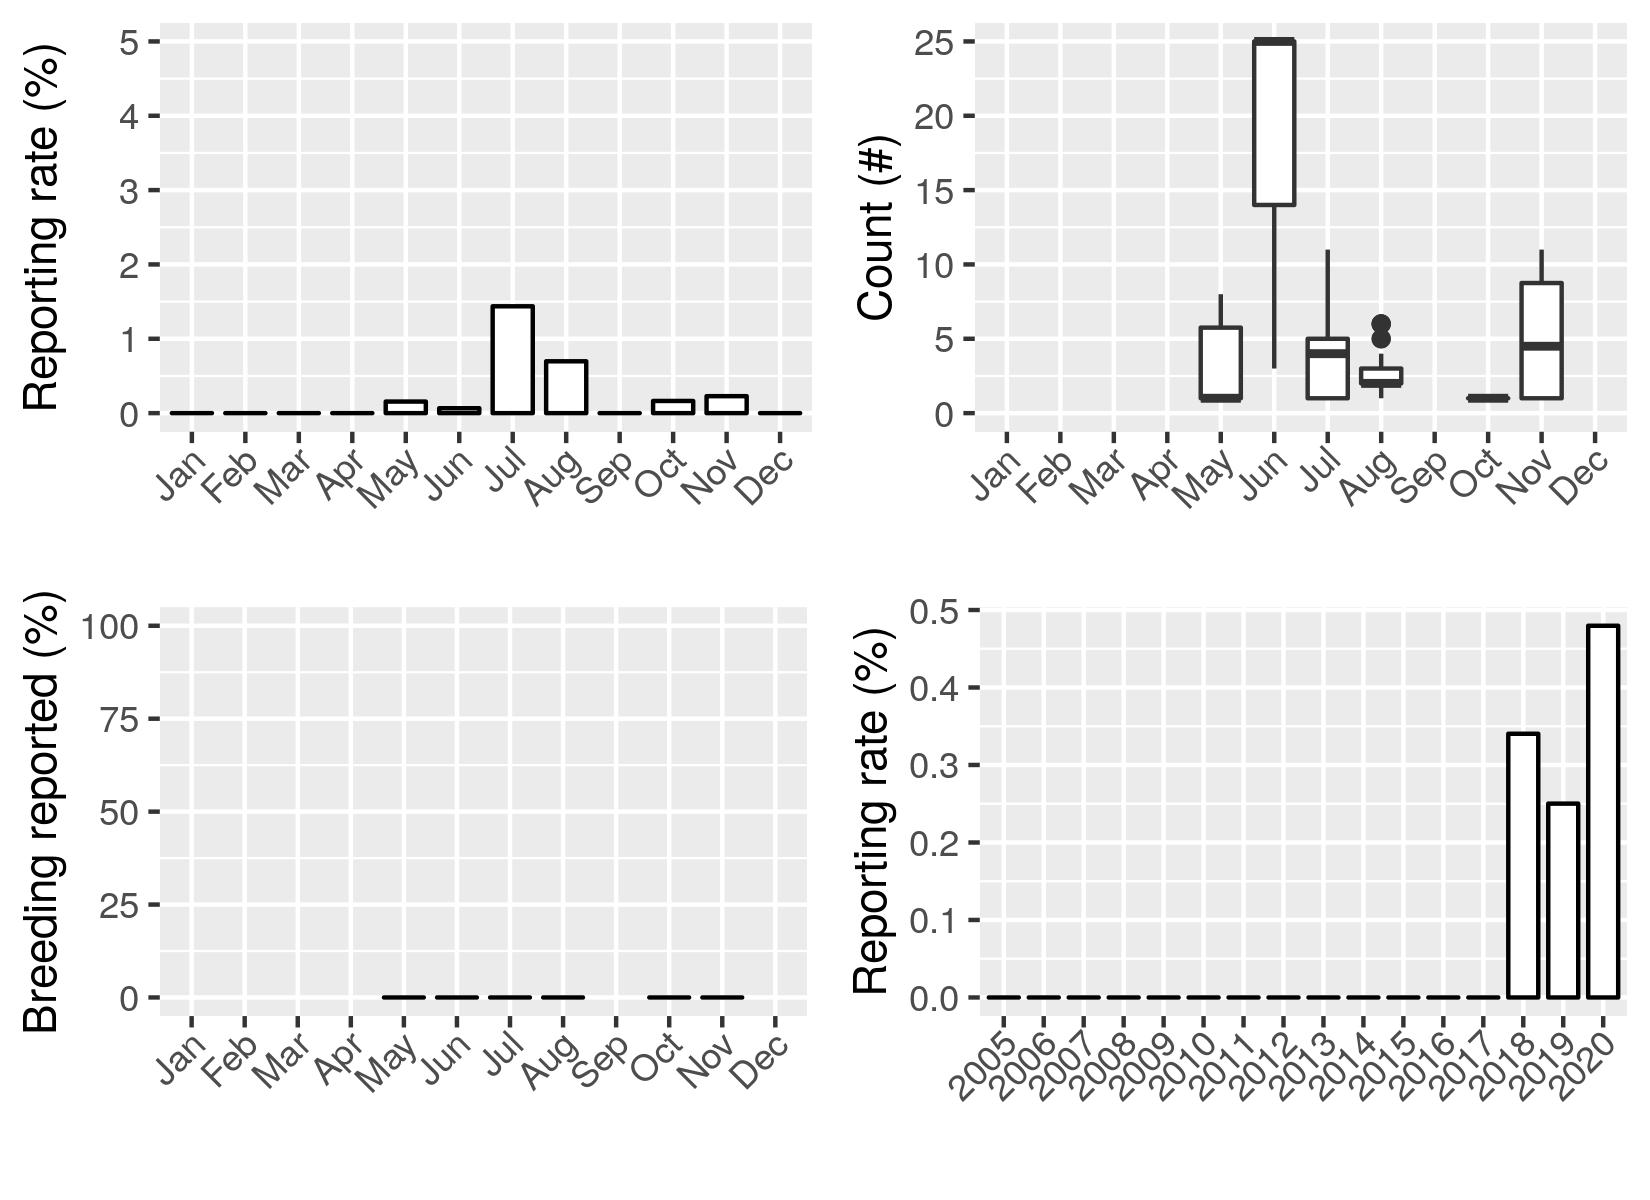 Reporting rate (%)
5
4
3
2
1
0
Jan Feb Mar Apr May Jun Jul Aug Sep Oct Nov Dec
Count (#)
25
20
15
10
5
0
Jan Feb Mar Apr May Jun Jul Aug Sep Oct Nov Dec
Breeding reported (%)
100
75
50
25
0
Jan Feb Mar Apr May Jun Jul Aug Sep Oct Nov Dec
Reporting rate (%)
0.5
0.4
0.3
0.2
0.1
0.0
2005 2006 2007 2008 2009 2010 2011 2012 2013 2014 2015 2016 2017 2018 2019 2020